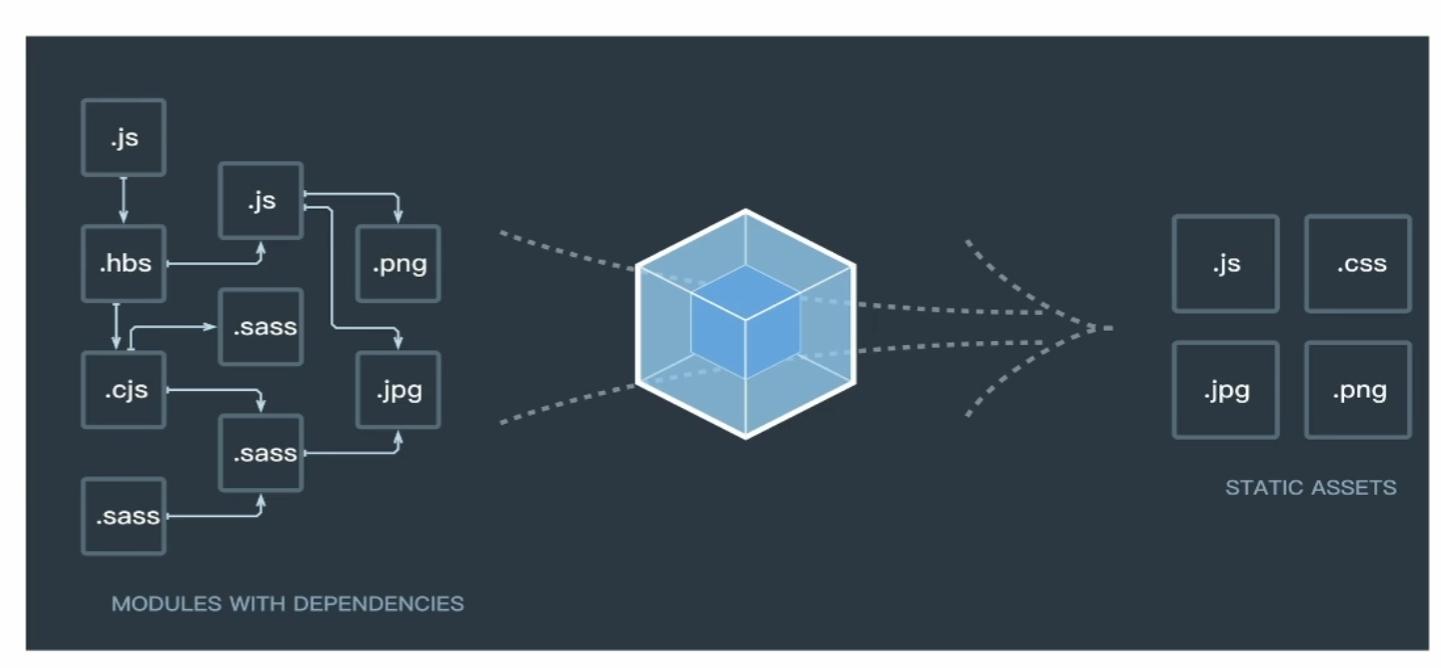 .js
.js
.hbs
.png
.sass
.cjs
.jpg
.sass
.sass
MODULES WITH DEPENDENCIES
.js
.css
.jpg
.png
STATIC ASSETS